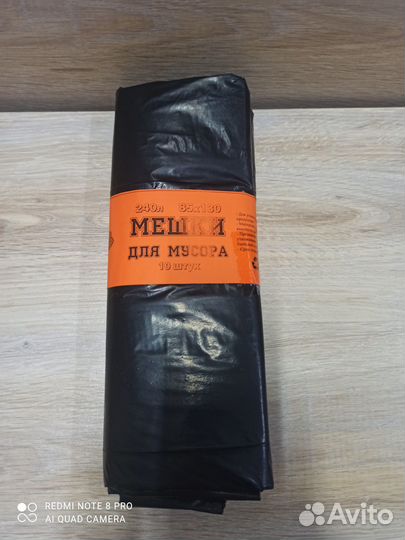 240л 85х130
МЕШКИ
ДЛЯ МУСОРА
10 штук
REDMI NOTE 8 PRO
AI QUAD CAMERA
Avito